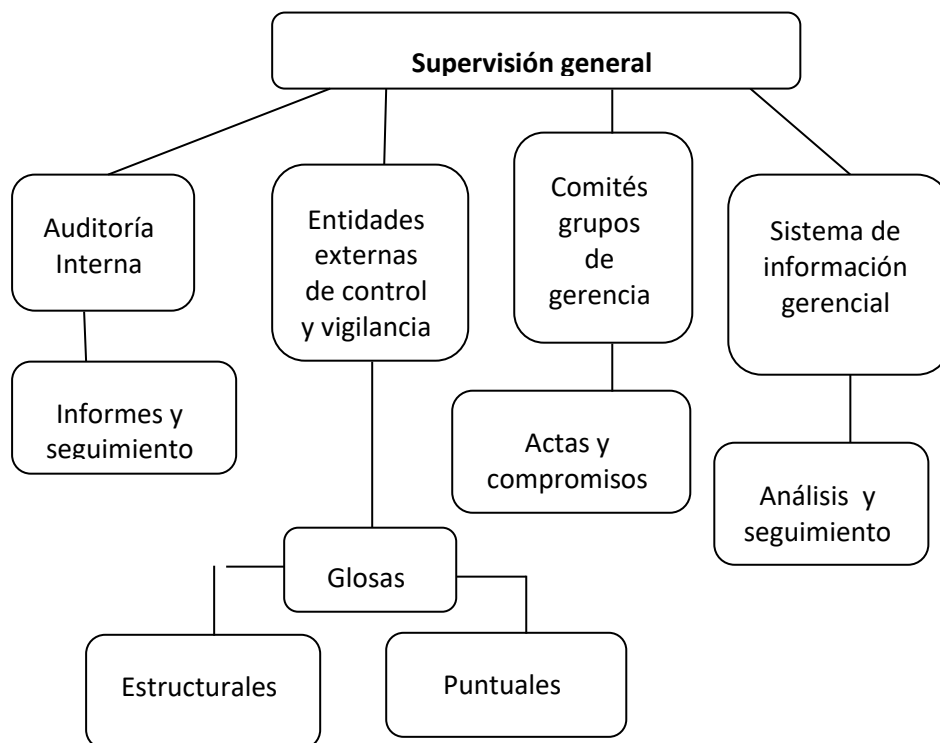 Supervisión general
Auditoría
Interna
Entidades
externas
de control
y vigilancia
Comités
grupos
de
gerencia
Sistema de
información
gerencial
Informes y
seguimiento
Actas y
compromisos
Análisis  y
seguimiento
Glosas
Estructurales
Puntuales